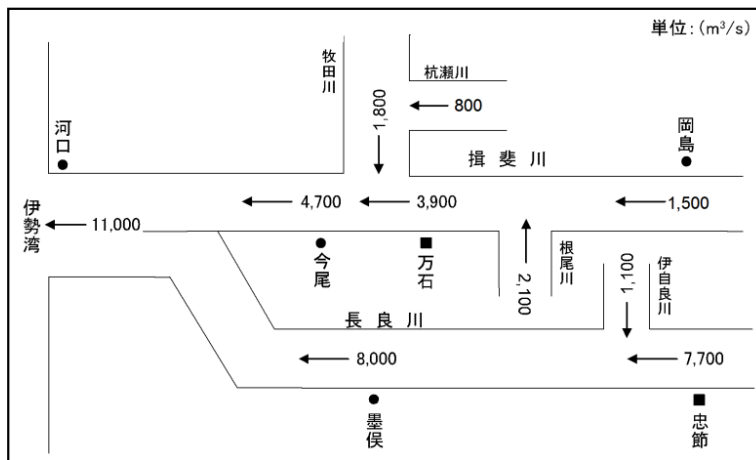 単位：(m³/s)
牧田川
杭瀬川
1,800
800
河口
揖斐川
岡島
伊勢湾
11,000
4,700
3,900
1,500
今尾
万石
2,100
根尾川
1,100
伊自良川
長良川
8,000
7,700
墨俣
忠節